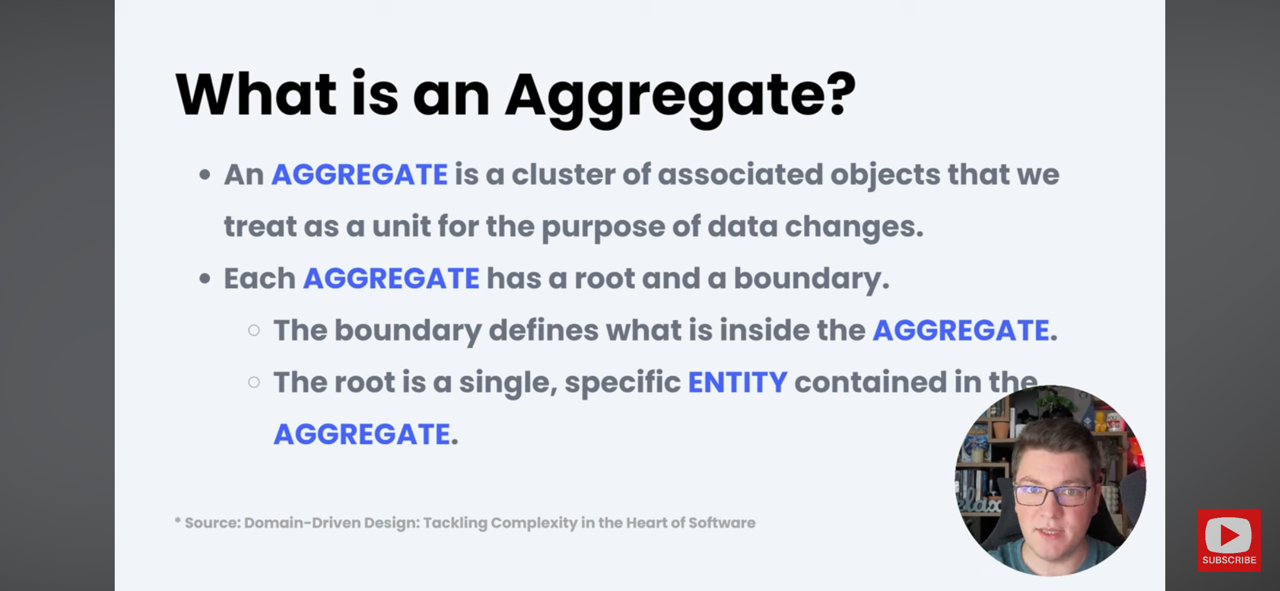 What is an Aggregate?
• An AGGREGATE is a cluster of associated objects that we
treat as a unit for the purpose of data changes.
• Each AGGREGATE has a root and a boundary.
○ The boundary defines what is inside the AGGREGATE.
○ The root is a single, specific ENTITY contained in the
AGGREGATE.
* Source: Domain-Driven Design: Tackling Complexity in the Heart of Software
SUBSCRIBE